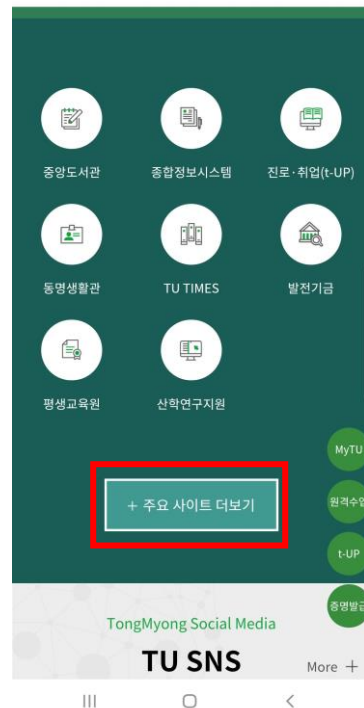 중앙도서관
종합정보시스템
진로·취업(t-UP)
동명생활관
TU TIMES
발전기금
평생교육원
산학연구지원
MyTU
+ 주요 사이트 더보기
원격수업
t-UP
증명발급
TongMyong Social Media
TU SNS
More +